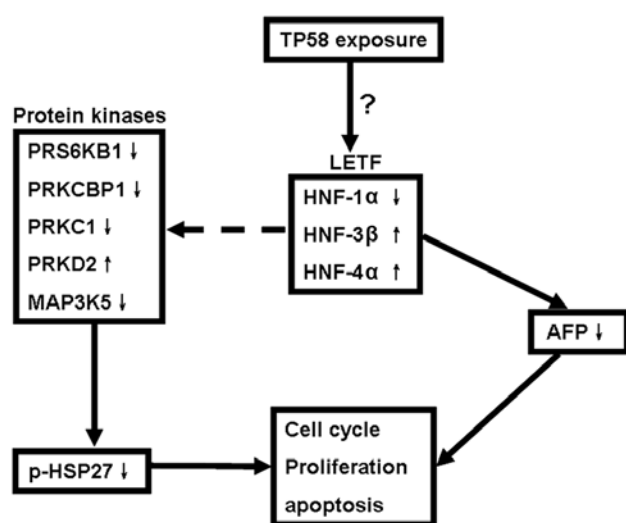 TP58 exposure
?
Protein kinases
PRS6KB1 ↓
PRKCBP1 ↓
PRKC1 ↓
PRKD2 ↑
MAP3K5 ↓
LETF
HNF-1α ↓
HNF-3β ↑
HNF-4α ↑
AFP ↓
p-HSP27 ↓
Cell cycle
Proliferation
apoptosis